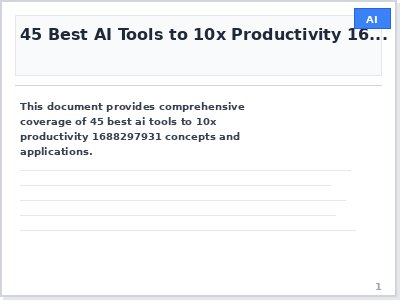 AI
45 Best AI Tools to 10x Productivity 16...
This document provides comprehensive
coverage of 45 best ai tools to 10x
productivity 1688297931 concepts and
applications.
1